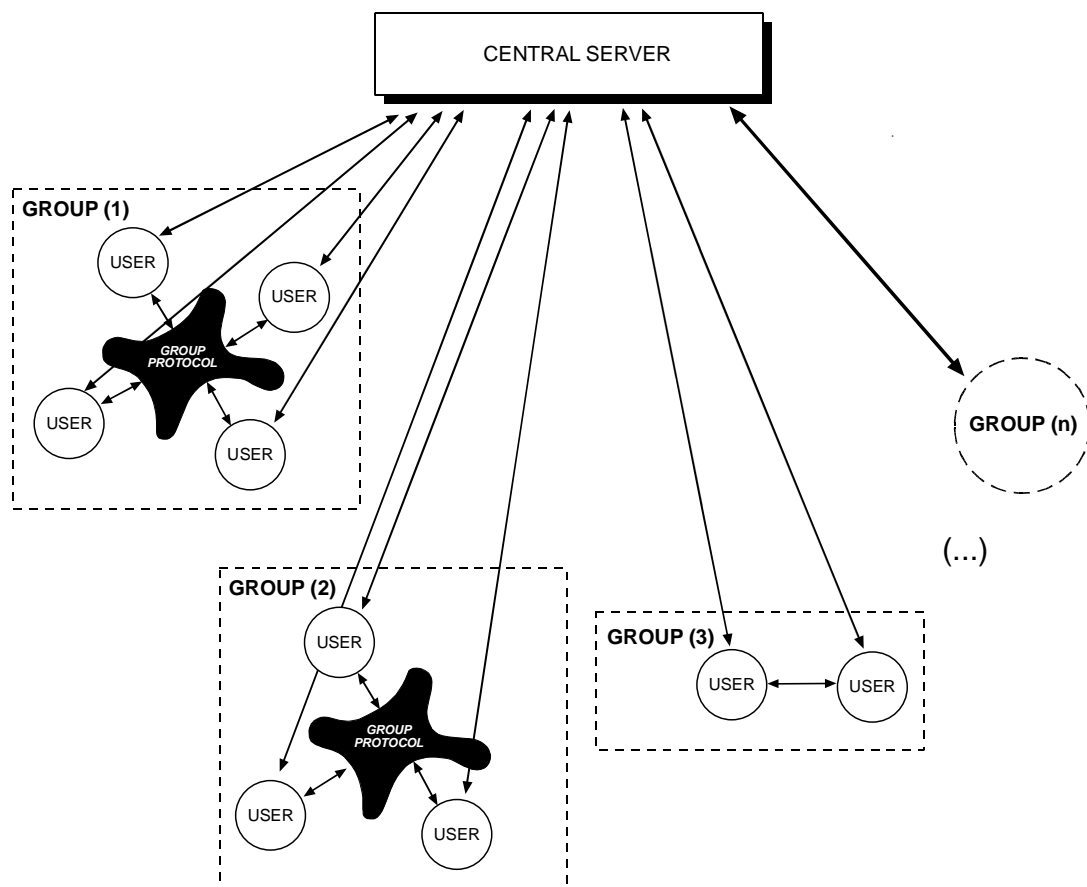 CENTRAL SERVER
GROUP (1)
USER
USER
GROUP
PROTOCOL
USER
USER
GROUP (n)
(...)
GROUP (2)
USER
GROUP
PROTOCOL
USER
USER
GROUP (3)
USER
USER